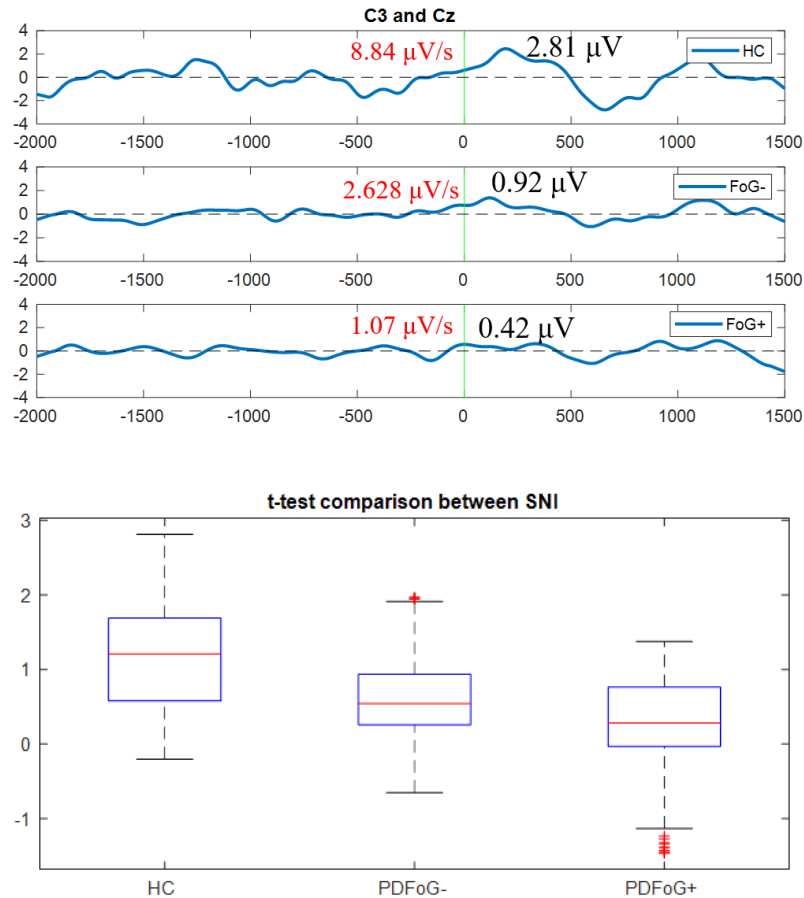 C3 and Cz
4
2
0
-2
-4
8.84 µV/s
2.81 µV
HC
-2000 -1500 -1000 -500 0 500 1000 1500
4
2
0
-2
-4
2.628 µV/s
0.92 µV
FoG-
-2000 -1500 -1000 -500 0 500 1000 1500
4
2
0
-2
-4
1.07 µV/s
0.42 µV
FoG+
-2000 -1500 -1000 -500 0 500 1000 1500
t-test comparison between SNI
3
2
1
0
-1
HC PDFoG- PDFoG+